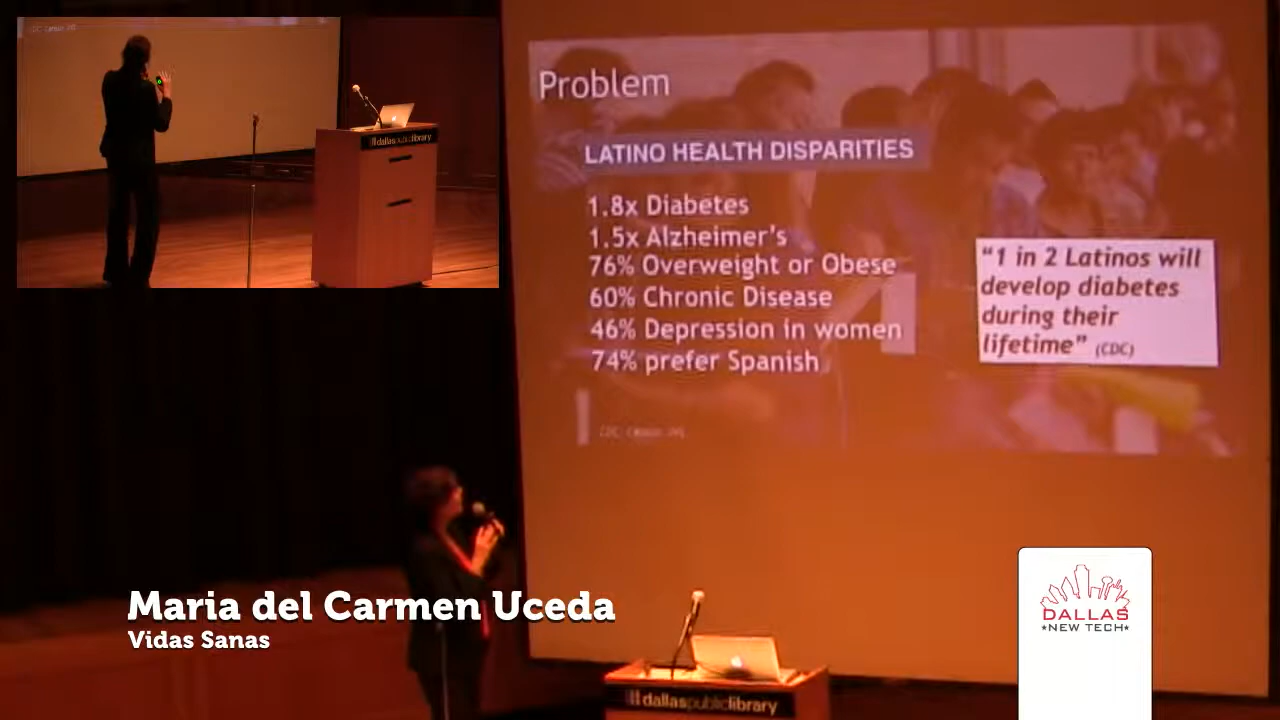 Problem
LATINO HEALTH DISPARITIES
1.8x Diabetes
1.5x Alzheimer's
76% Overweight or Obese
60% Chronic Disease
46% Depression in women
74% prefer Spanish
"1 in 2 Latinos will
develop diabetes
during their
lifetime" (CDC)
dallaspubliclibrary
Maria del Carmen Uceda
Vidas Sanas
dallaspubliclibrary
DALLAS
★NEW TECH★